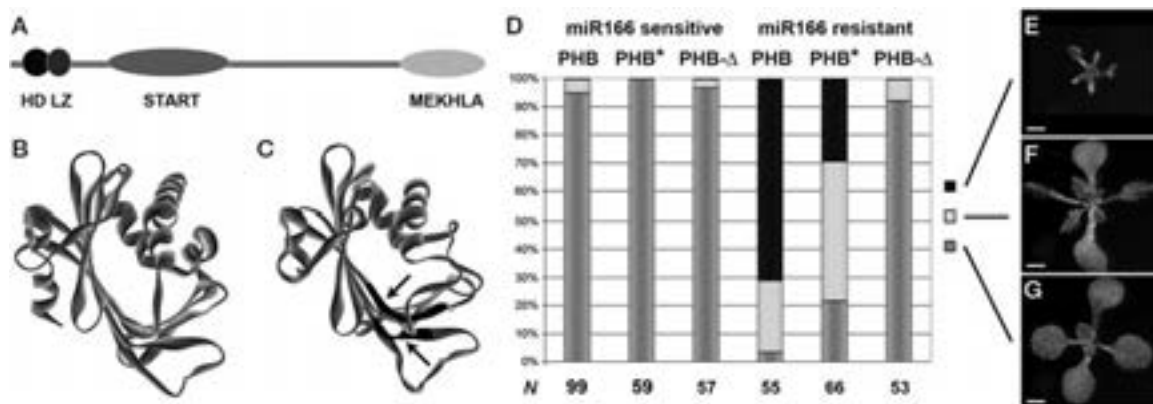 A
HD LZ START MEKHLA
B
C
D
miR166 sensitive miR166 resistant
PHB PHB* PHB-Δ PHB PHB* PHB-Δ
100%
90%
80%
70%
60%
50%
40%
30%
20%
10%
0%
N 99 59 57 55 66 53
E
F
G